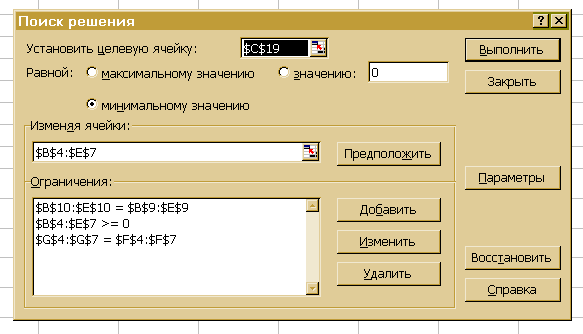 Поиск решения
Установить целевую ячейку: $C$19 Выполнить
Равной: максимальному значению значению: 0 Закрыть
минимальному значению
Изменяя ячейки:
$B$4:$E$7 Предположить
Ограничения: Параметры
$B$10:$E$10 = $B$9:$E$9 Добавить
$B$4:$E$7 >= 0
$G$4:$G$7 = $F$4:$F$7 Изменить
Восстановить
Удалить
Справка